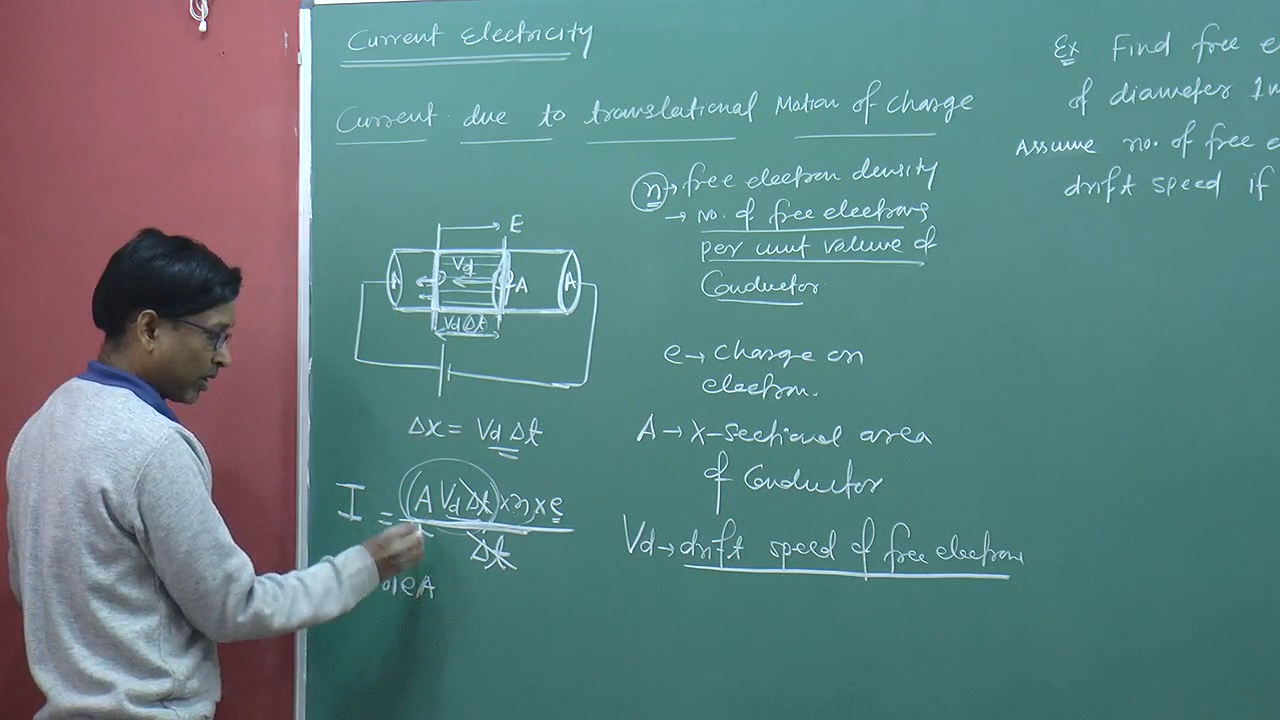 Current Electricity
Current due to translational Motion of Charge
n → free electron density
→ No. of free electrons
per unit volume of
Conductor
E
A
Vd
A
A
Vd Δt
e → Charge on
electron.
Δx = Vd Δt
A → X-sectional area
of Conductor
I = (A Vd Δt) × n × e
Δt
neA
Vd → drift speed of free electrons
Ex Find free e
of diameter 1
Assume no. of free e
drift speed if